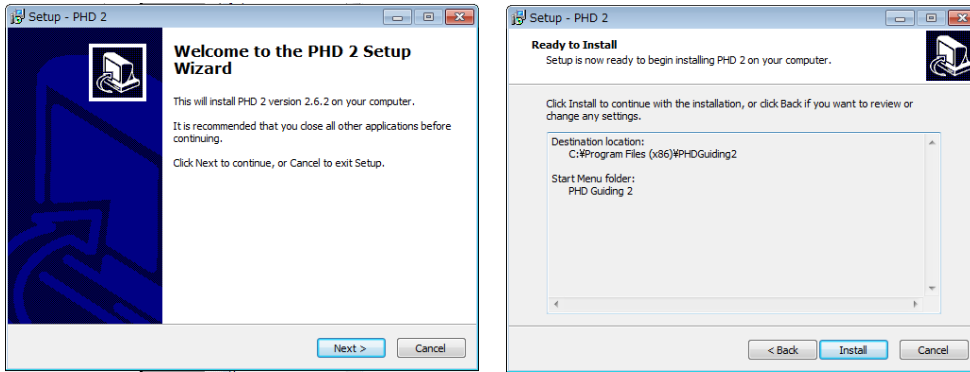 Setup - PHD 2
Welcome to the PHD 2 Setup
Wizard
This will install PHD 2 version 2.6.2 on your computer.
It is recommended that you close all other applications before
continuing.
Click Next to continue, or Cancel to exit Setup.
Next >
Cancel
Setup - PHD 2
Ready to Install
Setup is now ready to begin installing PHD 2 on your computer.
Click Install to continue with the installation, or click Back if you want to review or
change any settings.
Destination location:
C:¥Program Files (x86)¥PHDGuiding2
Start Menu folder:
PHD Guiding 2
< Back
Install
Cancel